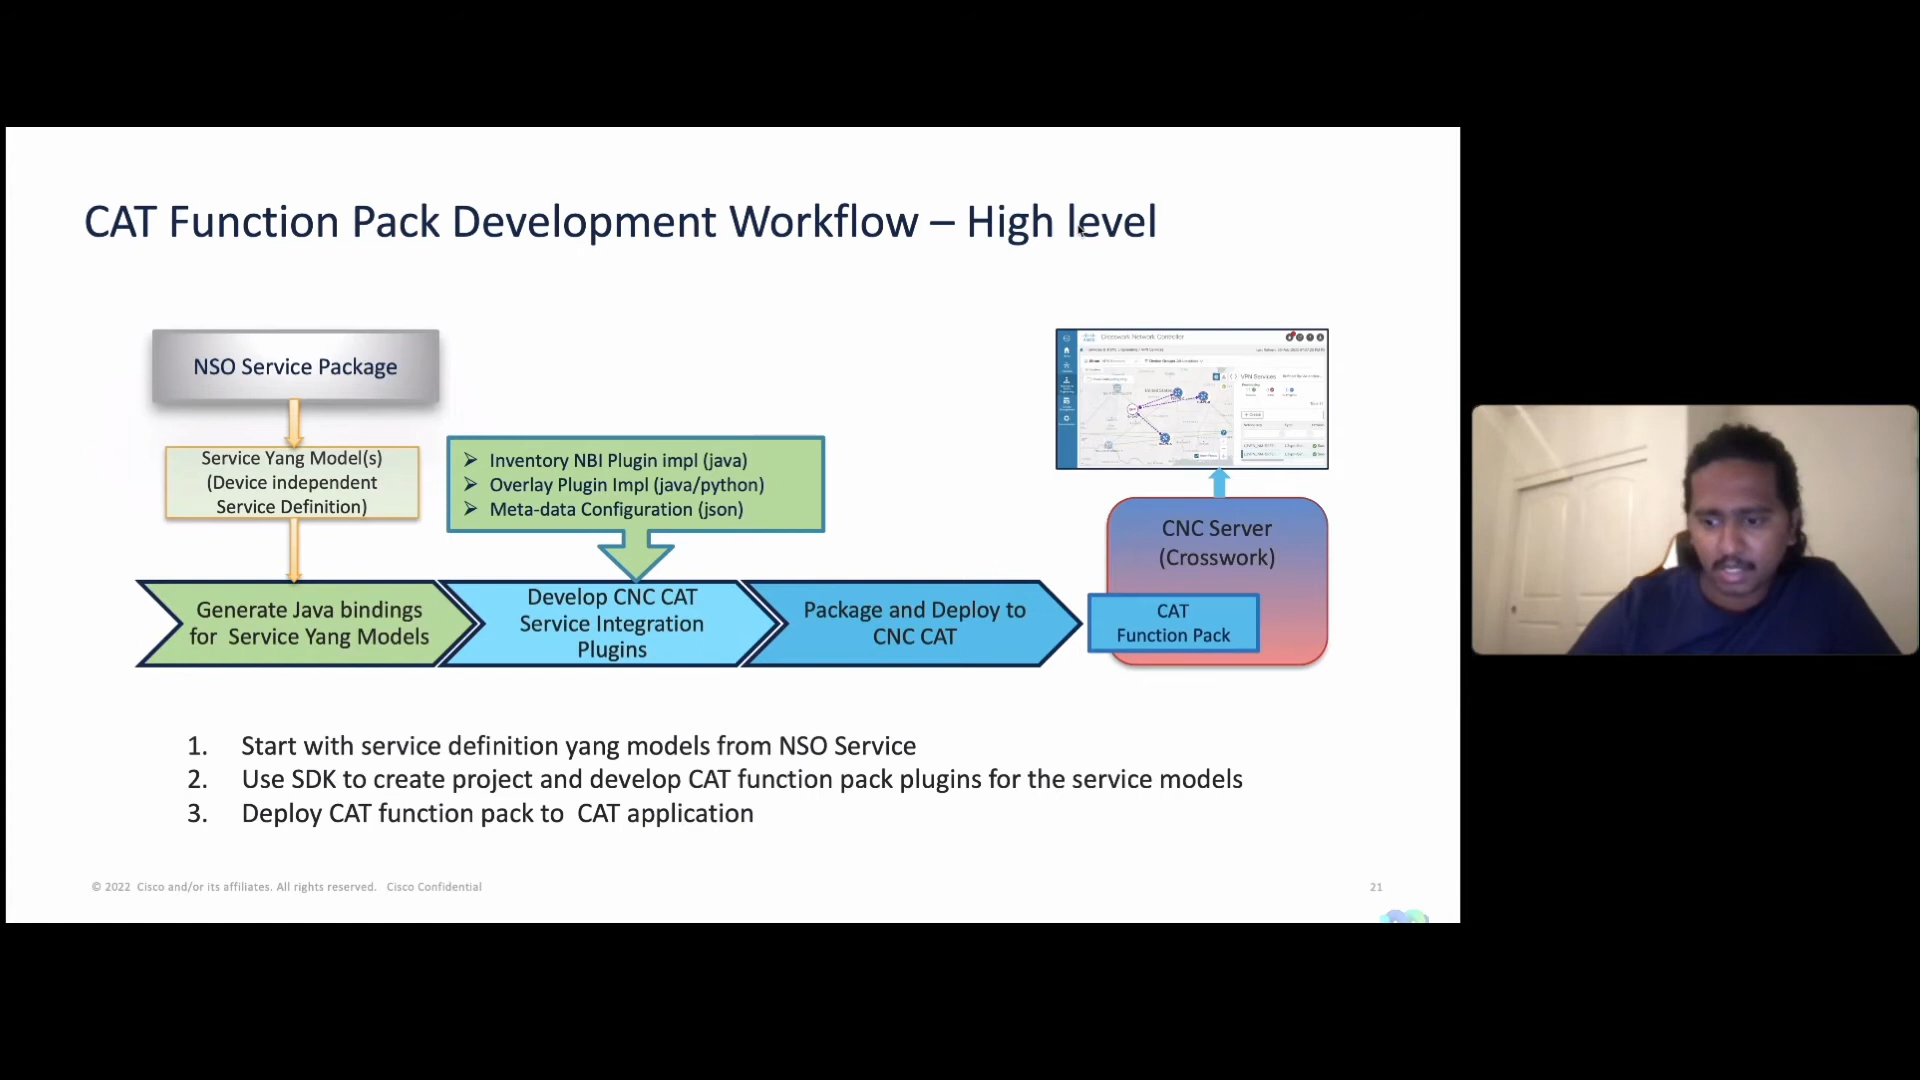 CAT Function Pack Development Workflow – High level
NSO Service Package
Service Yang Model(s)
(Device independent
Service Definition)
➢ Inventory NBI Plugin impl (java)
➢ Overlay Plugin Impl (java/python)
➢ Meta-data Configuration (json)
Crosswork Network Controller
VPN Services
CNC Server
(Crosswork)
Generate Java bindings
for Service Yang Models
Develop CNC CAT
Service Integration
Plugins
Package and Deploy to
CNC CAT
CAT
Function Pack
1. Start with service definition yang models from NSO Service
2. Use SDK to create project and develop CAT function pack plugins for the service models
3. Deploy CAT function pack to CAT application
© 2022 Cisco and/or its affiliates. All rights reserved. Cisco Confidential
21